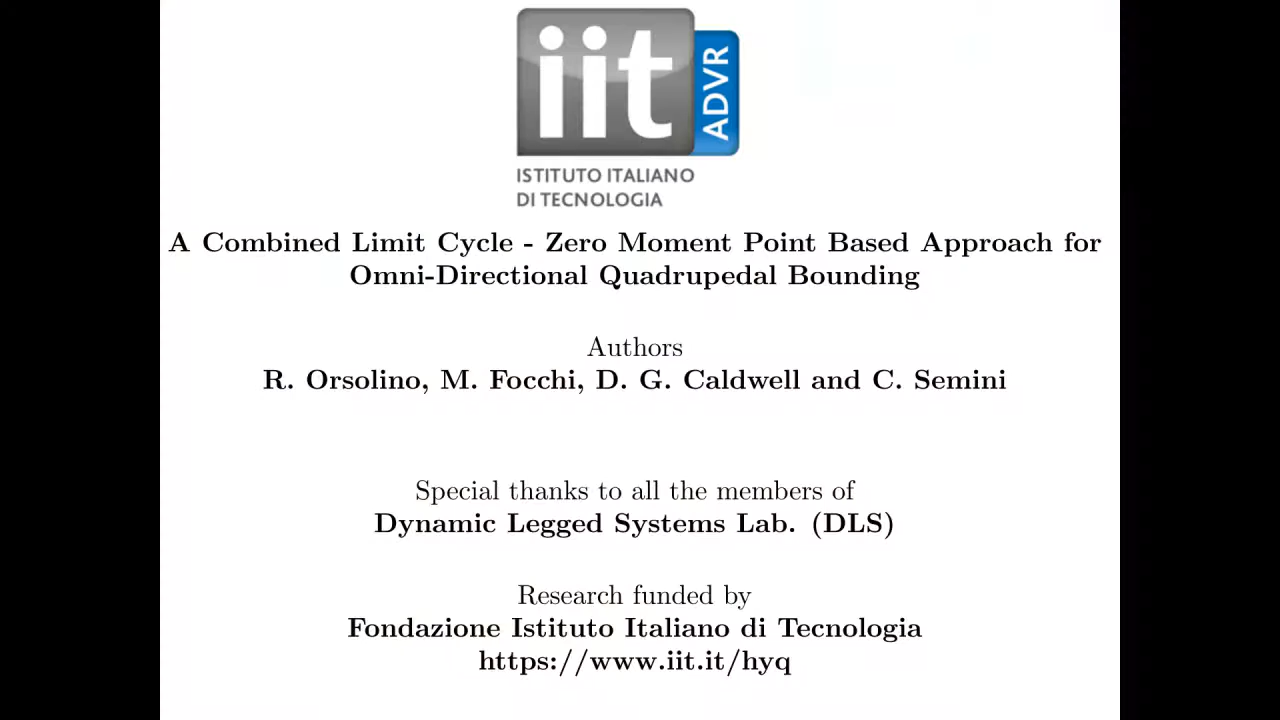 iit
ADVR
ISTITUTO ITALIANO
DI TECNOLOGIA
A Combined Limit Cycle - Zero Moment Point Based Approach for
Omni-Directional Quadrupedal Bounding
Authors
R. Orsolino, M. Focchi, D. G. Caldwell and C. Semini
Special thanks to all the members of
Dynamic Legged Systems Lab. (DLS)
Research funded by
Fondazione Istituto Italiano di Tecnologia
https://www.iit.it/hyq